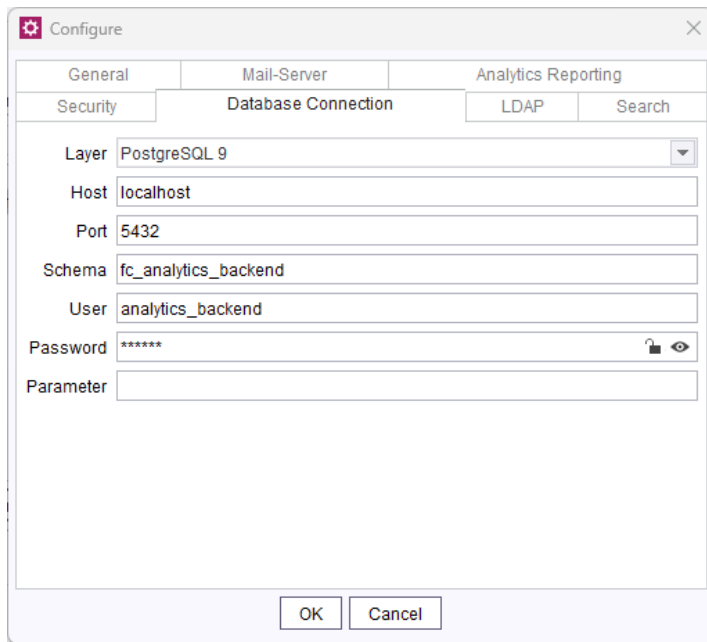 Configure
General Mail-Server Analytics Reporting
Security Database Connection LDAP Search
Layer PostgreSQL 9
Host localhost
Port 5432
Schema fc_analytics_backend
User analytics_backend
Password ******
Parameter
OK Cancel